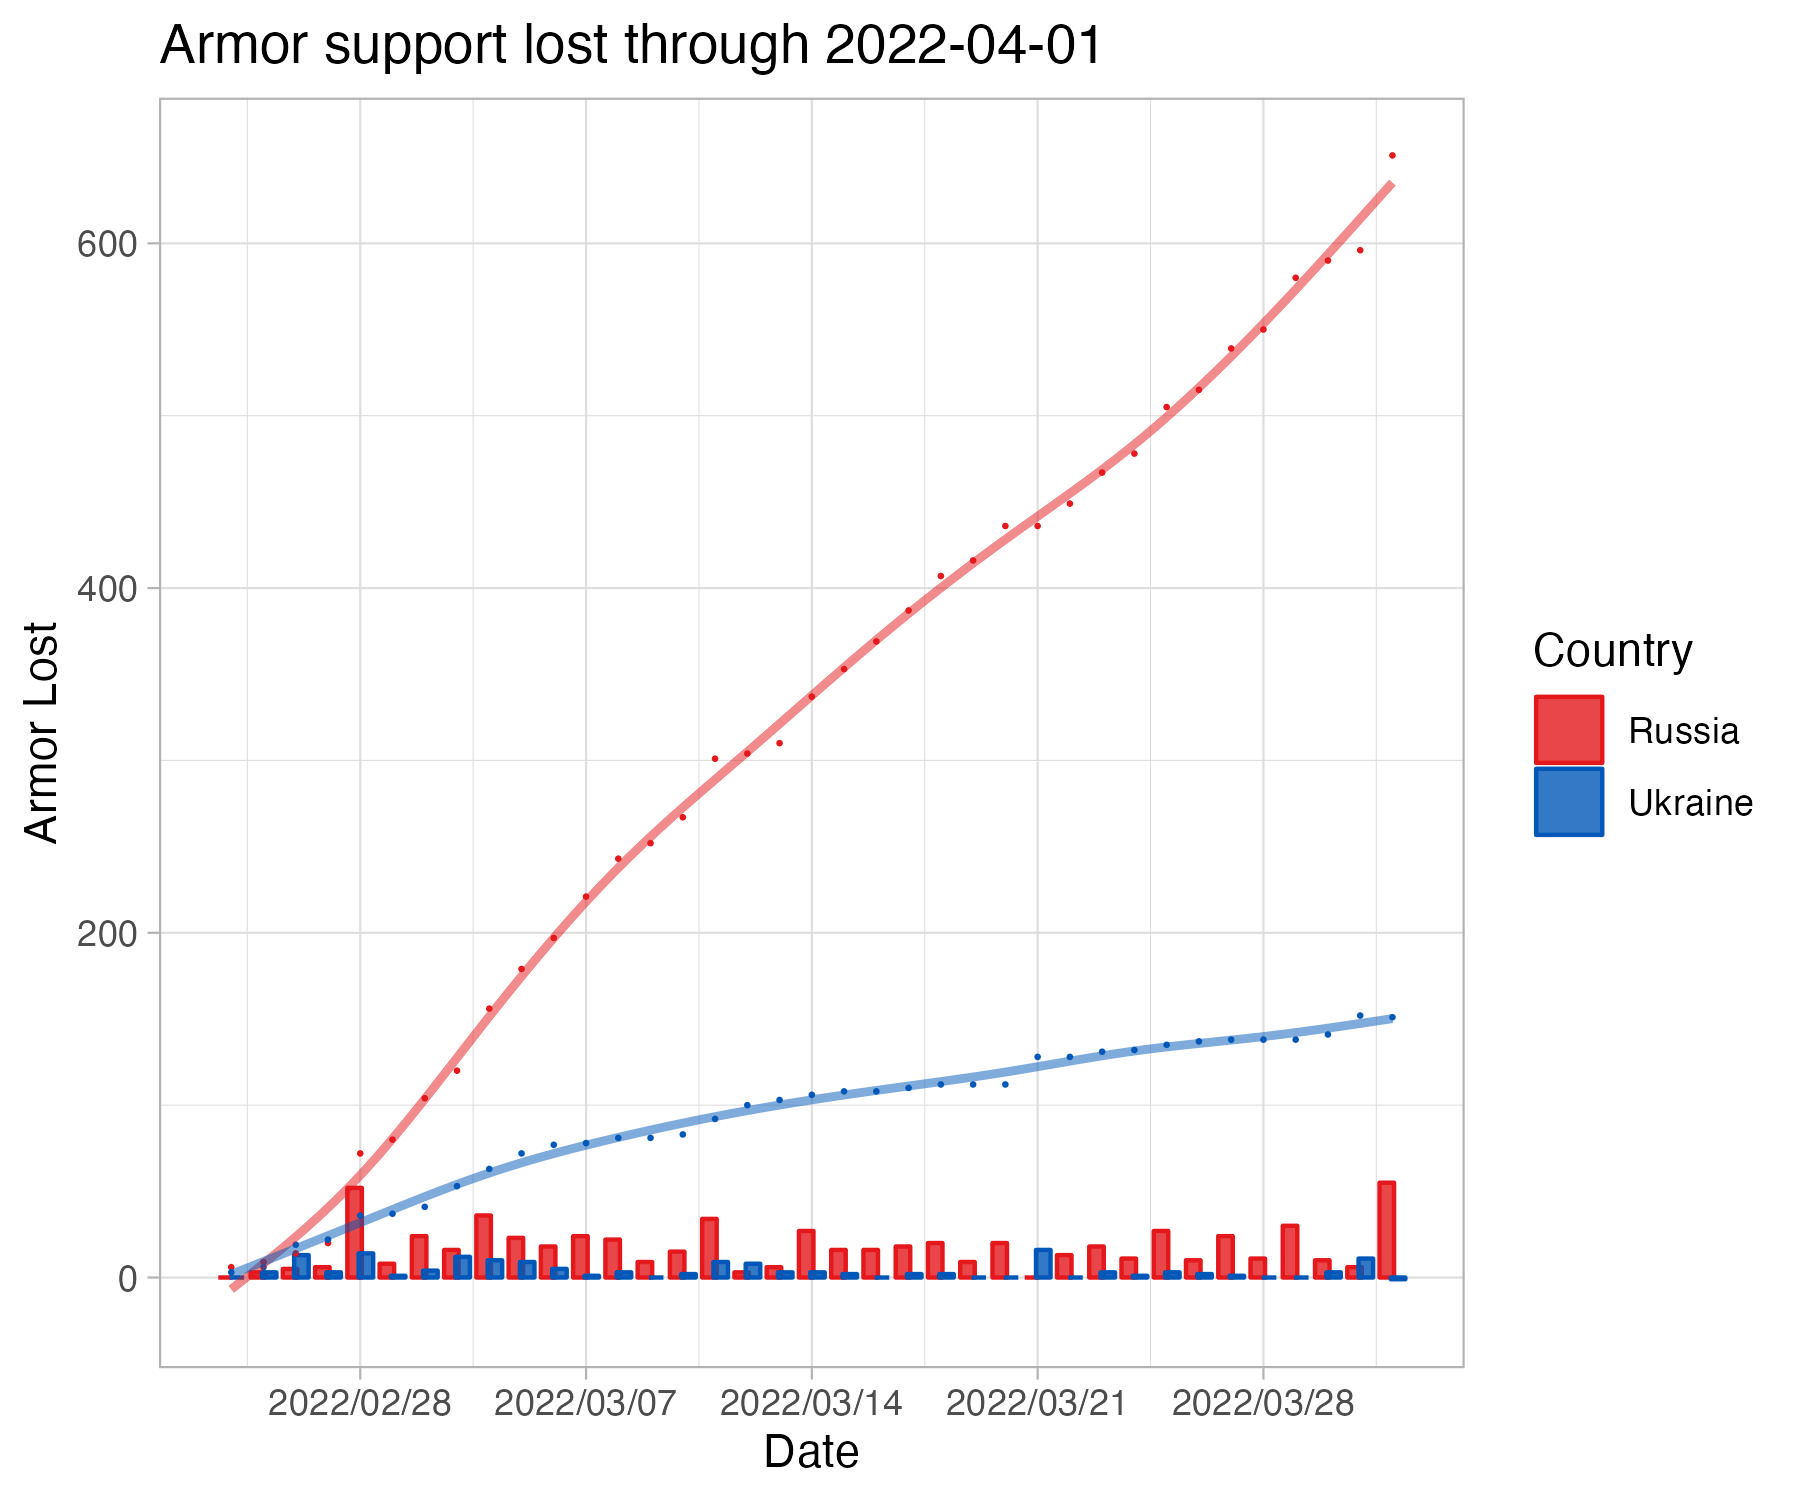 Armor support lost through 2022-04-01
Armor Lost
600
400
200
0
2022/02/28 2022/03/07 2022/03/14 2022/03/21 2022/03/28
Date
Country
Russia
Ukraine